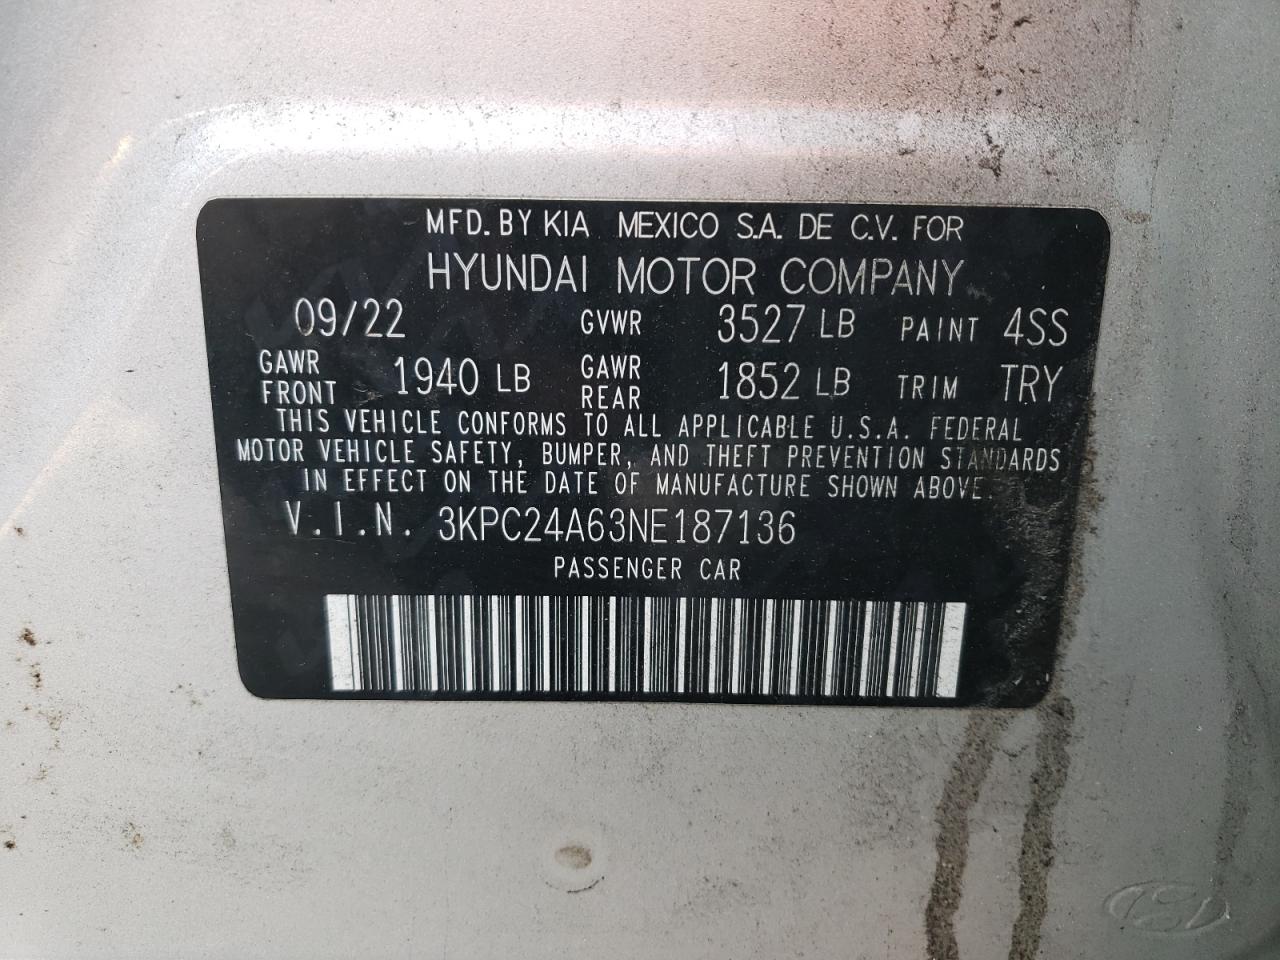 MFD. BY KIA MEXICO S.A. DE C.V. FOR
HYUNDAI MOTOR COMPANY
09/22 GVWR 3527 LB PAINT 4SS
GAWR FRONT 1940 LB GAWR REAR 1852 LB TRIM TRY
THIS VEHICLE CONFORMS TO ALL APPLICABLE U.S.A. FEDERAL
MOTOR VEHICLE SAFETY, BUMPER, AND THEFT PREVENTION STANDARDS
IN EFFECT ON THE DATE OF MANUFACTURE SHOWN ABOVE.
V.I.N. 3KPC24A63NE187136
PASSENGER CAR